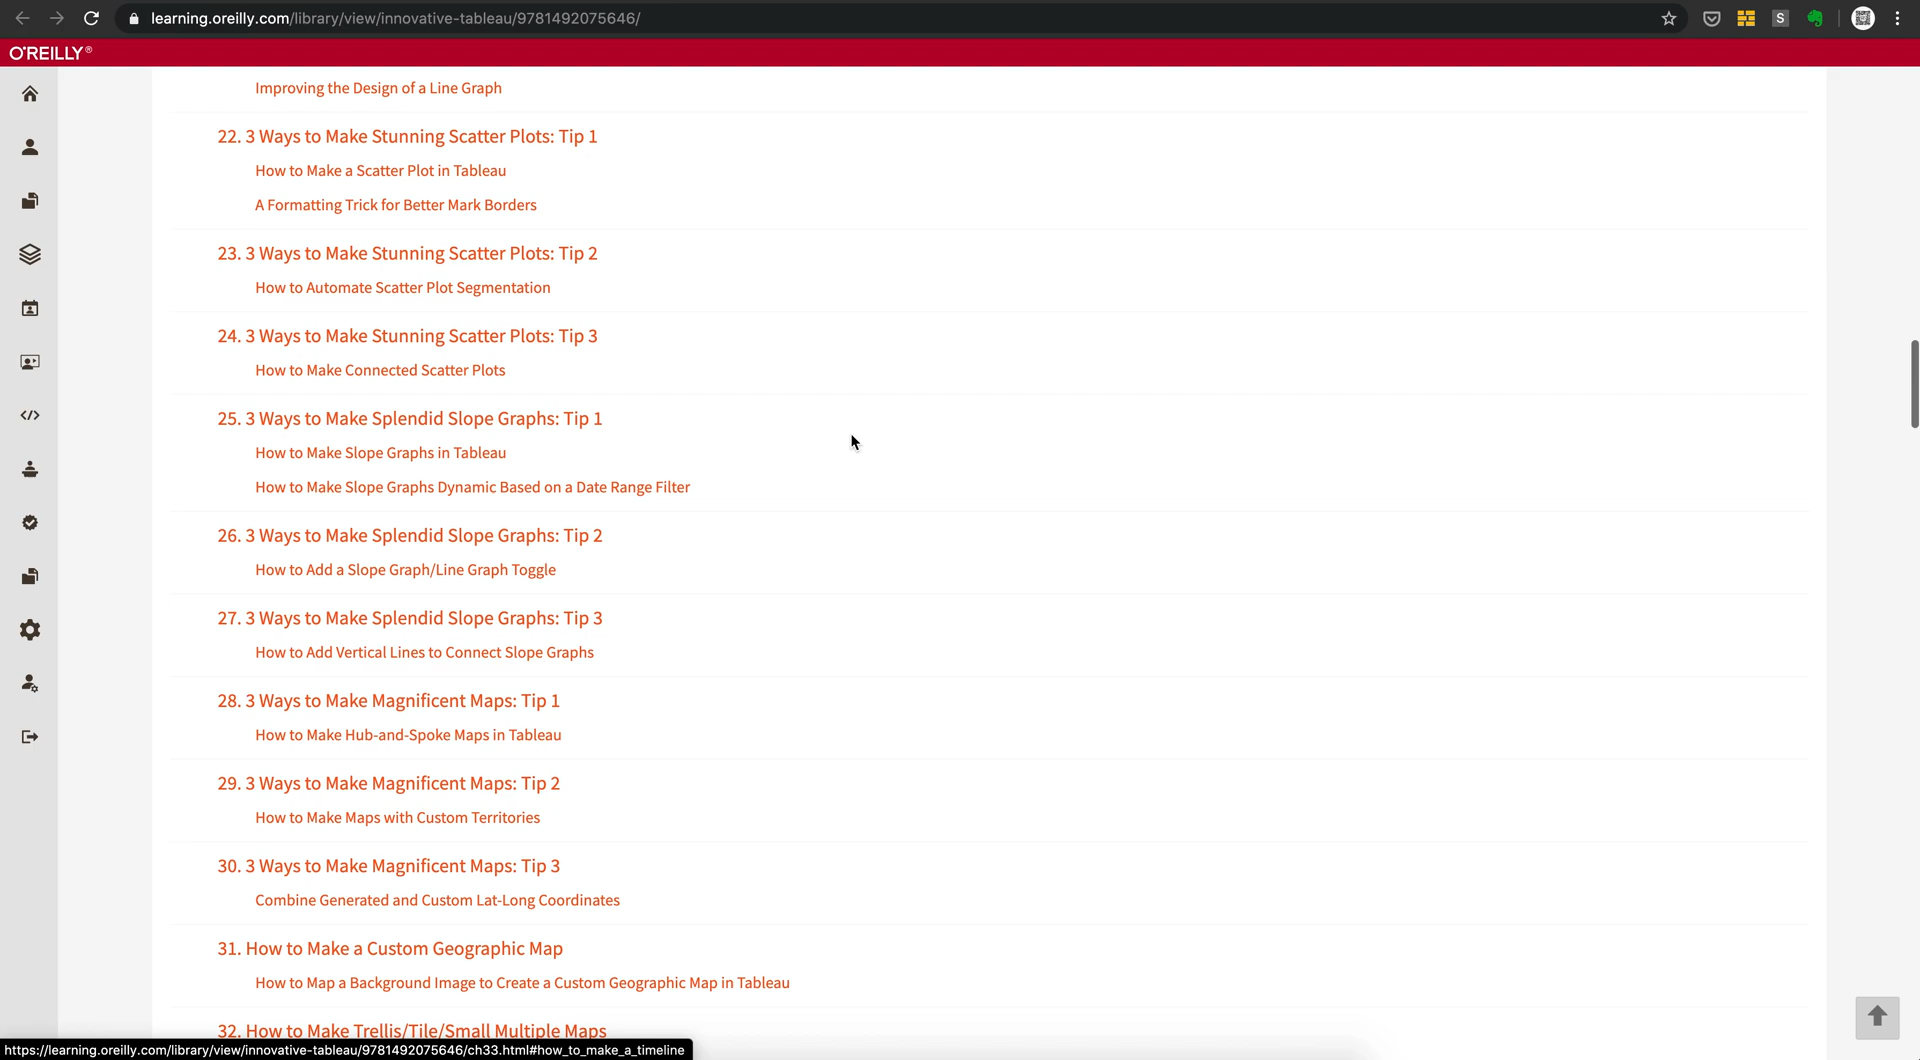 learning.oreilly.com/library/view/innovative-tableau/9781492075646/
S
O'REILLY®
Improving the Design of a Line Graph
22. 3 Ways to Make Stunning Scatter Plots: Tip 1
How to Make a Scatter Plot in Tableau
A Formatting Trick for Better Mark Borders
23. 3 Ways to Make Stunning Scatter Plots: Tip 2
How to Automate Scatter Plot Segmentation
24. 3 Ways to Make Stunning Scatter Plots: Tip 3
How to Make Connected Scatter Plots
25. 3 Ways to Make Splendid Slope Graphs: Tip 1
How to Make Slope Graphs in Tableau
How to Make Slope Graphs Dynamic Based on a Date Range Filter
26. 3 Ways to Make Splendid Slope Graphs: Tip 2
How to Add a Slope Graph/Line Graph Toggle
27. 3 Ways to Make Splendid Slope Graphs: Tip 3
How to Add Vertical Lines to Connect Slope Graphs
28. 3 Ways to Make Magnificent Maps: Tip 1
How to Make Hub-and-Spoke Maps in Tableau
29. 3 Ways to Make Magnificent Maps: Tip 2
How to Make Maps with Custom Territories
30. 3 Ways to Make Magnificent Maps: Tip 3
Combine Generated and Custom Lat-Long Coordinates
31. How to Make a Custom Geographic Map
How to Map a Background Image to Create a Custom Geographic Map in Tableau
32. How to Make Trellis/Tile/Small Multiple Maps
https://learning.oreilly.com/library/view/innovative-tableau/9781492075646/ch33.html#how_to_make_a_timeline